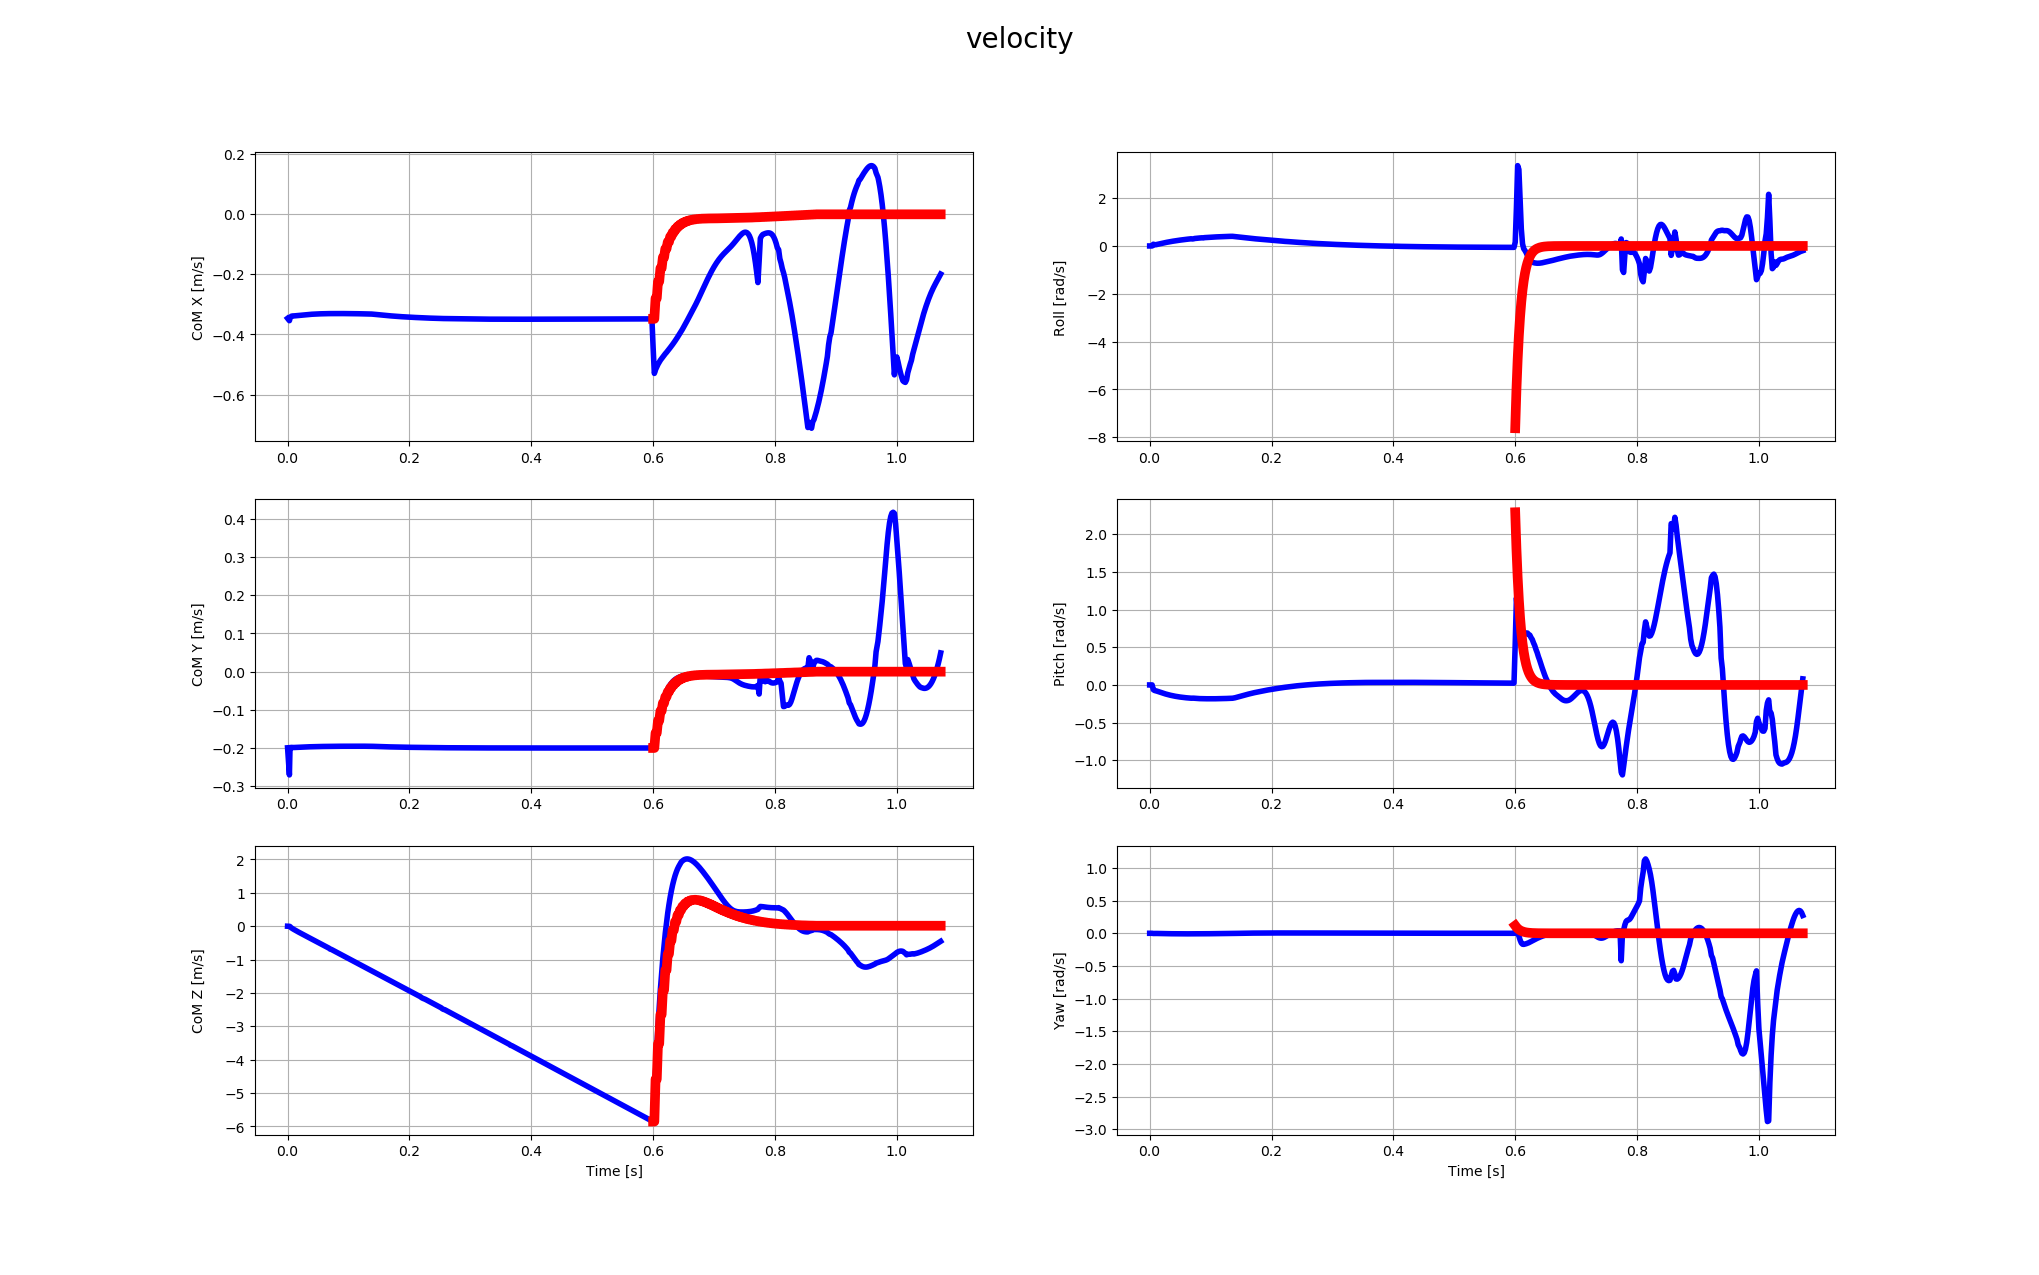 velocity
CoM X [m/s]
0.2
0.0
−0.2
−0.4
−0.6
0.0 0.2 0.4 0.6 0.8 1.0
Roll [rad/s]
2
0
−2
−4
−6
−8
0.0 0.2 0.4 0.6 0.8 1.0
CoM Y [m/s]
0.4
0.3
0.2
0.1
0.0
−0.1
−0.2
−0.3
0.0 0.2 0.4 0.6 0.8 1.0
Pitch [rad/s]
2.0
1.5
1.0
0.5
0.0
−0.5
−1.0
0.0 0.2 0.4 0.6 0.8 1.0
CoM Z [m/s]
2
1
0
−1
−2
−3
−4
−5
−6
0.0 0.2 0.4 0.6 0.8 1.0
Time [s]
Yaw [rad/s]
1.0
0.5
0.0
−0.5
−1.0
−1.5
−2.0
−2.5
−3.0
0.0 0.2 0.4 0.6 0.8 1.0
Time [s]